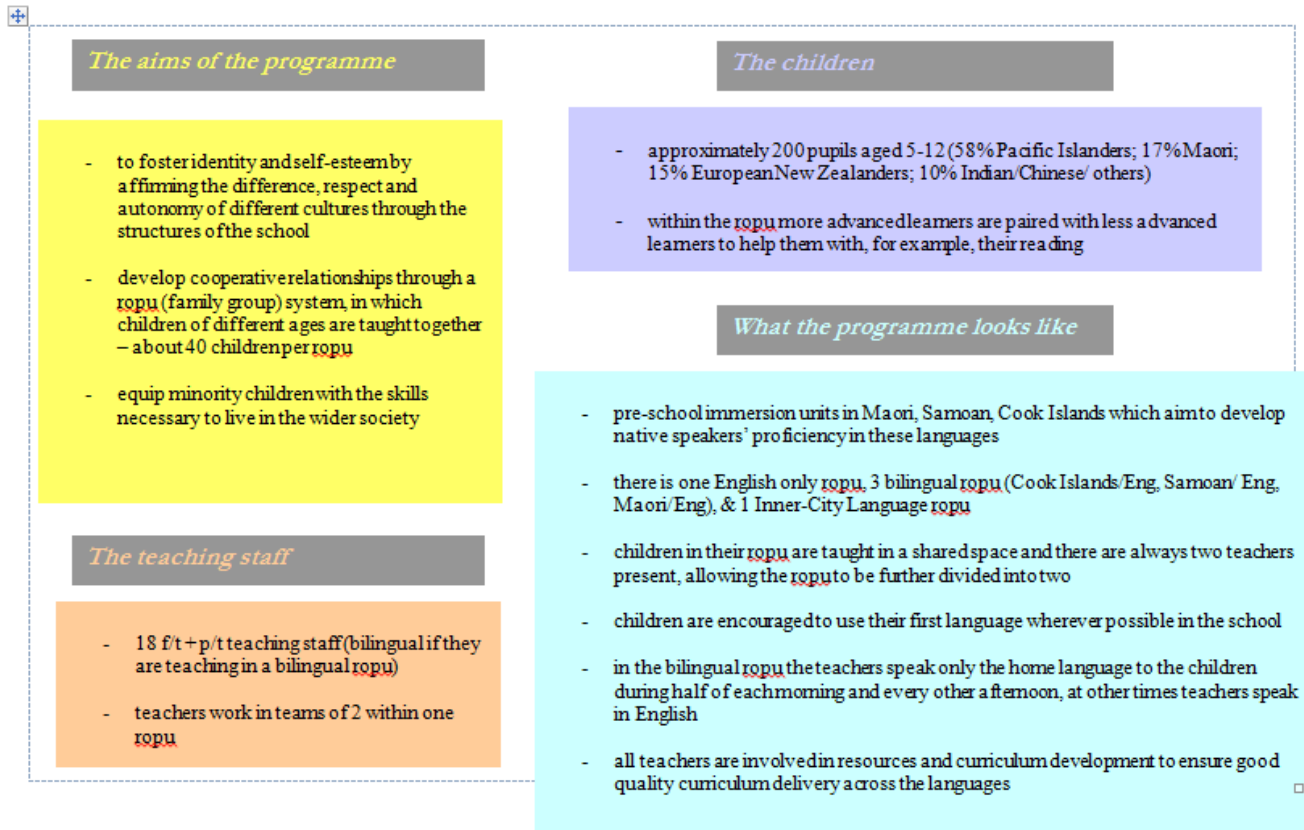 The aims of the programme
- to foster identity and self-esteem by
affirming the difference, respect and
autonomy of different cultures through the
structures of the school
- develop cooperative relationships through a
ropu (family group) system, in which
children of different ages are taught together
– about 40 children per ropu
- equip minority children with the skills
necessary to live in the wider society
The teaching staff
- 18 f/t + p/t teaching staff (bilingual if they
are teaching in a bilingual ropu)
- teachers work in teams of 2 within one
ropu
The children
- approximately 200 pupils aged 5-12 (58% Pacific Islanders; 17% Maori;
15% European New Zealanders; 10% Indian/Chinese/ others)
- within the ropu more advanced learners are paired with less advanced
learners to help them with, for example, their reading
What the programme looks like
- pre-school immersion units in Maori, Samoan, Cook Islands which aim to develop
native speakers’ proficiency in these languages
- there is one English only ropu, 3 bilingual ropu (Cook Islands/Eng, Samoan/ Eng,
Maori/Eng), & 1 Inner-City Language ropu
- children in their ropu are taught in a shared space and there are always two teachers
present, allowing the ropu to be further divided into two
- children are encouraged to use their first language wherever possible in the school
- in the bilingual ropu the teachers speak only the home language to the children
during half of each morning and every other afternoon, at other times teachers speak
in English
- all teachers are involved in resources and curriculum development to ensure good
quality curriculum delivery across the languages